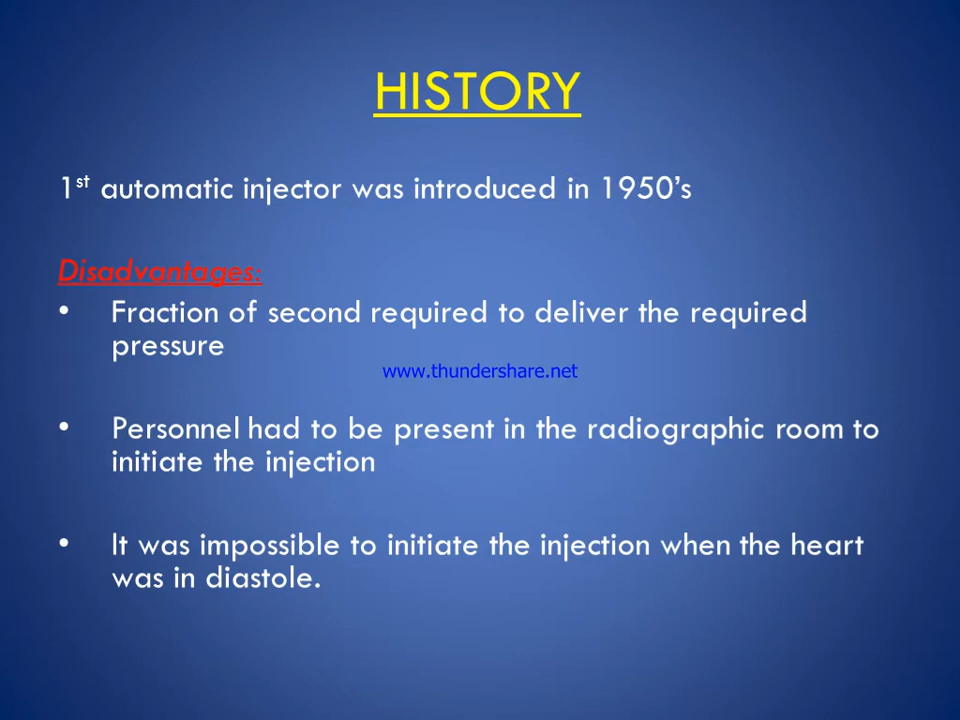 HISTORY
1st automatic injector was introduced in 1950’s
Disadvantages:
• Fraction of second required to deliver the required
pressure
www.thundershare.net
• Personnel had to be present in the radiographic room to
initiate the injection
• It was impossible to initiate the injection when the heart
was in diastole.